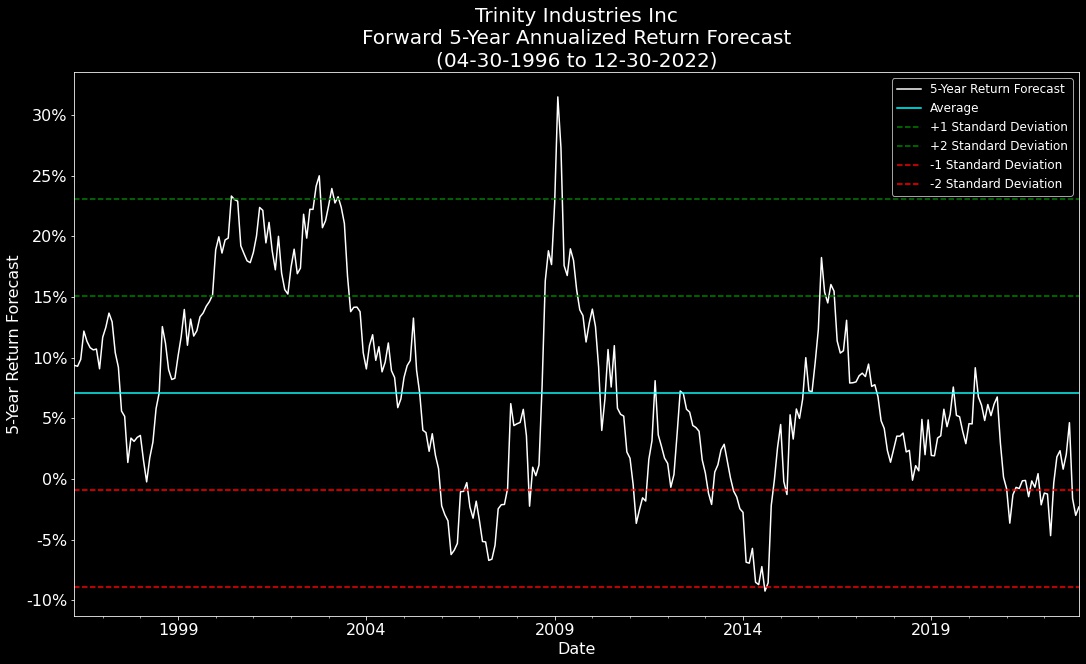 Trinity Industries Inc
Forward 5-Year Annualized Return Forecast
(04-30-1996 to 12-30-2022)
5-Year Return Forecast
Average
+1 Standard Deviation
+2 Standard Deviation
-1 Standard Deviation
-2 Standard Deviation
30%
25%
20%
15%
10%
5%
0%
-5%
-10%
5-Year Return Forecast
1999
2004
2009
2014
2019
Date